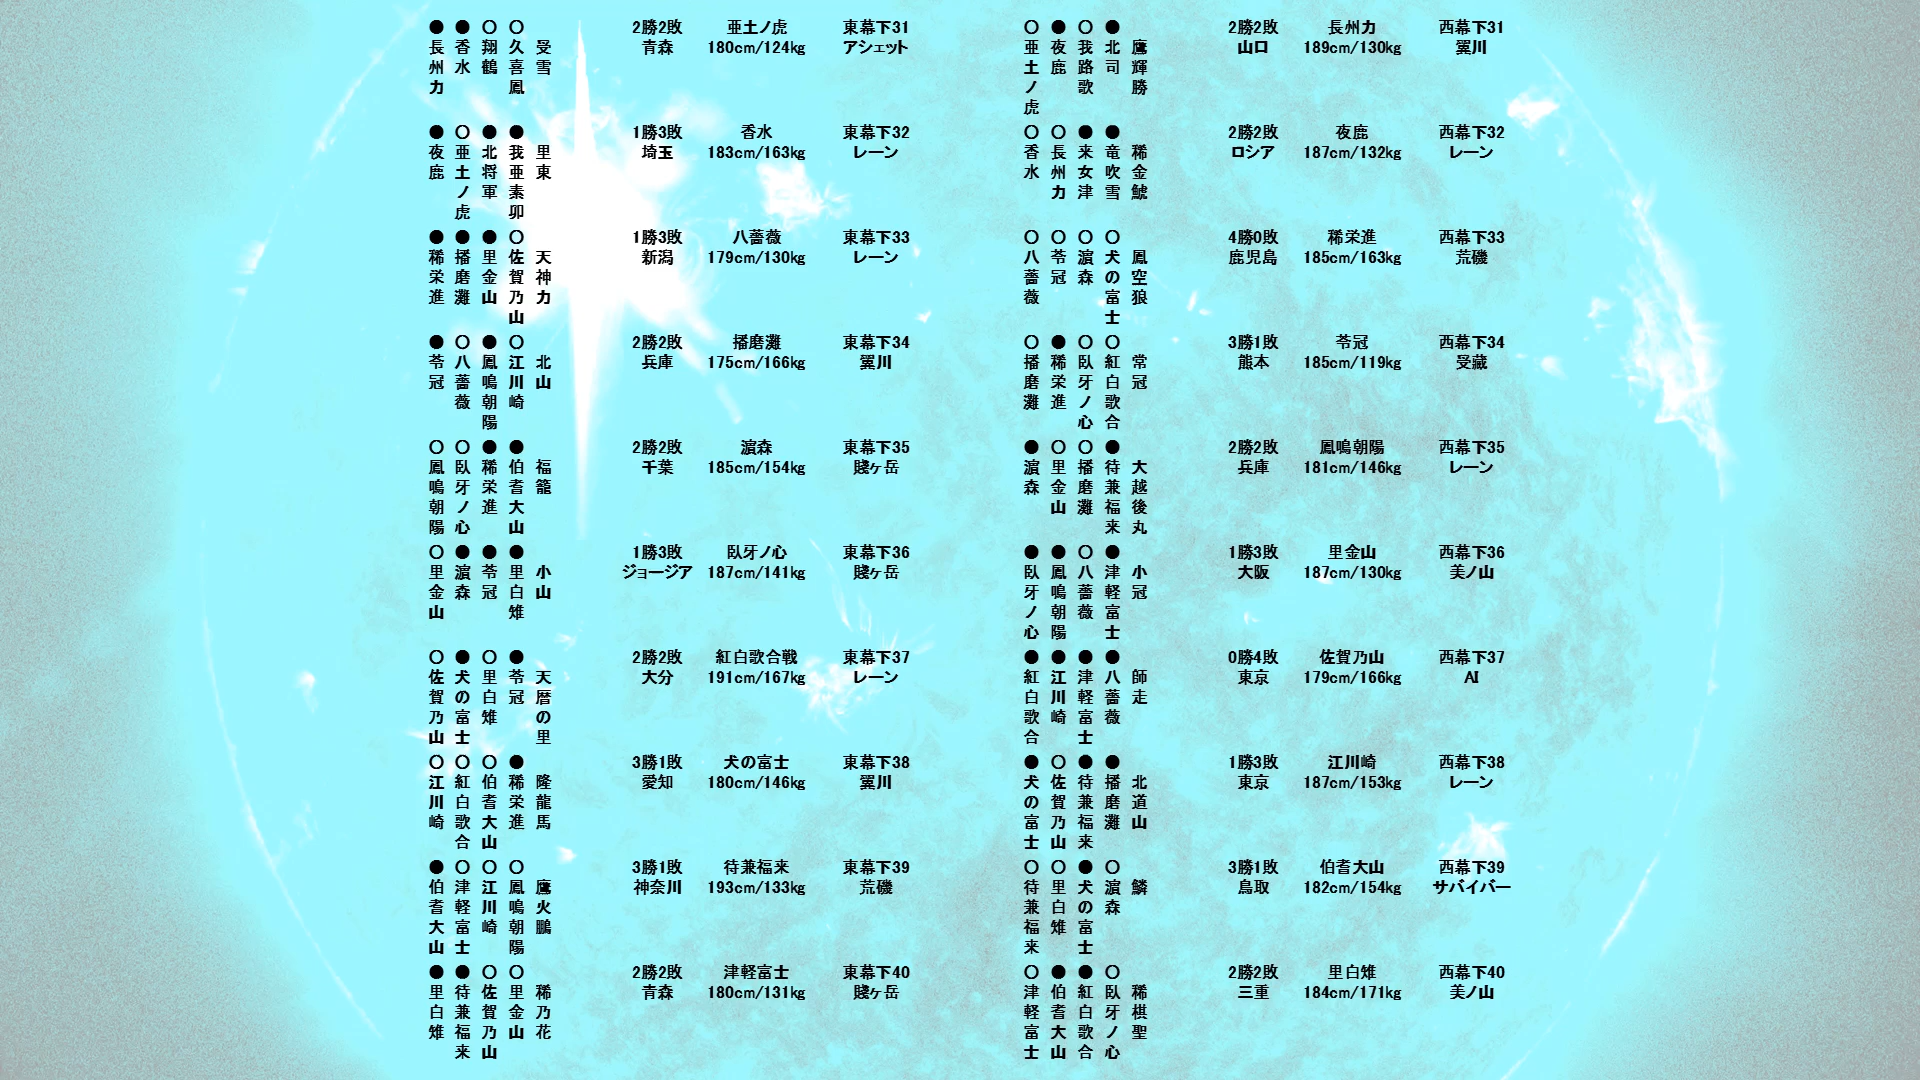 ●●〇〇 2勝2敗 亜土ノ虎 東幕下31
長州力 香水 翔鶴 久喜鳳 受雪 青森 180cm/124kg アシェット
〇●〇● 2勝2敗 長州力 西幕下31
亜土ノ虎 夜鹿 我路歌 北司 鷹輝勝 山口 189cm/130kg 翼川
●〇●● 1勝3敗 香水 東幕下32
夜鹿 亜土ノ虎 北将軍 我亜素卯 里東 埼玉 183cm/163kg レーン
〇〇●● 2勝2敗 夜鹿 西幕下32
香水 長州力 来女津 竜吹雪 稀金鯱 ロシア 187cm/132kg レーン
●●●〇 1勝3敗 八薔薇 東幕下33
稀栄進 播磨灘 里金山 佐賀乃山 天神力 新潟 179cm/130kg レーン
〇〇〇〇 4勝0敗 稀栄進 西幕下33
八薔薇 苓冠 濵森 犬の富士 鳳空狼 鹿児島 185cm/163kg 荒磯
●〇●〇 2勝2敗 播磨灘 東幕下34
苓冠 八薔薇 鳳鳴朝陽 江川崎 北山 兵庫 175cm/166kg 翼川
〇●〇〇 3勝1敗 苓冠 西幕下34
播磨灘 稀栄進 臥牙ノ心 紅白歌合 常冠 熊本 185cm/119kg 受蔵
〇〇●● 2勝2敗 濵森 東幕下35
鳳鳴朝陽 臥牙ノ心 稀栄進 伯耆大山 福籠 千葉 185cm/154kg 賤ヶ岳
●〇〇● 2勝2敗 鳳鳴朝陽 西幕下35
濵森 里金山 播磨灘 待兼福来 大越後丸 兵庫 181cm/146kg レーン
〇●●● 1勝3敗 臥牙ノ心 東幕下36
里金山 濵森 苓冠 里白雉 小山 ジョージア 187cm/141kg 賤ヶ岳
●●〇● 1勝3敗 里金山 西幕下36
臥牙ノ心 鳳鳴朝陽 八薔薇 津軽富士 小冠 大阪 187cm/130kg 美ノ山
〇●〇● 2勝2敗 紅白歌合戦 東幕下37
佐賀乃山 犬の富士 里白雉 苓冠 天暦の里 大分 191cm/167kg レーン
●●●● 0勝4敗 佐賀乃山 西幕下37
紅白歌合 江川崎 津軽富士 八薔薇 師走 東京 179cm/166kg AI
〇〇〇● 3勝1敗 犬の富士 東幕下38
江川崎 紅白歌合 伯耆大山 稀栄進 隆龍馬 愛知 180cm/146kg 翼川
●〇●● 1勝3敗 江川崎 西幕下38
犬の富士 佐賀乃山 待兼福来 播磨灘 北道山 東京 187cm/153kg レーン
●〇〇〇 3勝1敗 待兼福来 東幕下39
伯耆大山 津軽富士 江川崎 鳳鳴朝陽 鷹火鵬 神奈川 193cm/133kg 荒磯
〇〇●〇 3勝1敗 伯耆大山 西幕下39
待兼福来 里白雉 犬の富士 濵森 鱗 鳥取 182cm/154kg サバイバー
●●〇〇 2勝2敗 津軽富士 東幕下40
里白雉 待兼福来 佐賀乃山 里金山 稀乃花 青森 180cm/131kg 賤ヶ岳
〇●●〇 2勝2敗 里白雉 西幕下40
津軽富士 伯耆大山 紅白歌合 臥牙ノ心 稀棋聖 三重 184cm/171kg 美ノ山